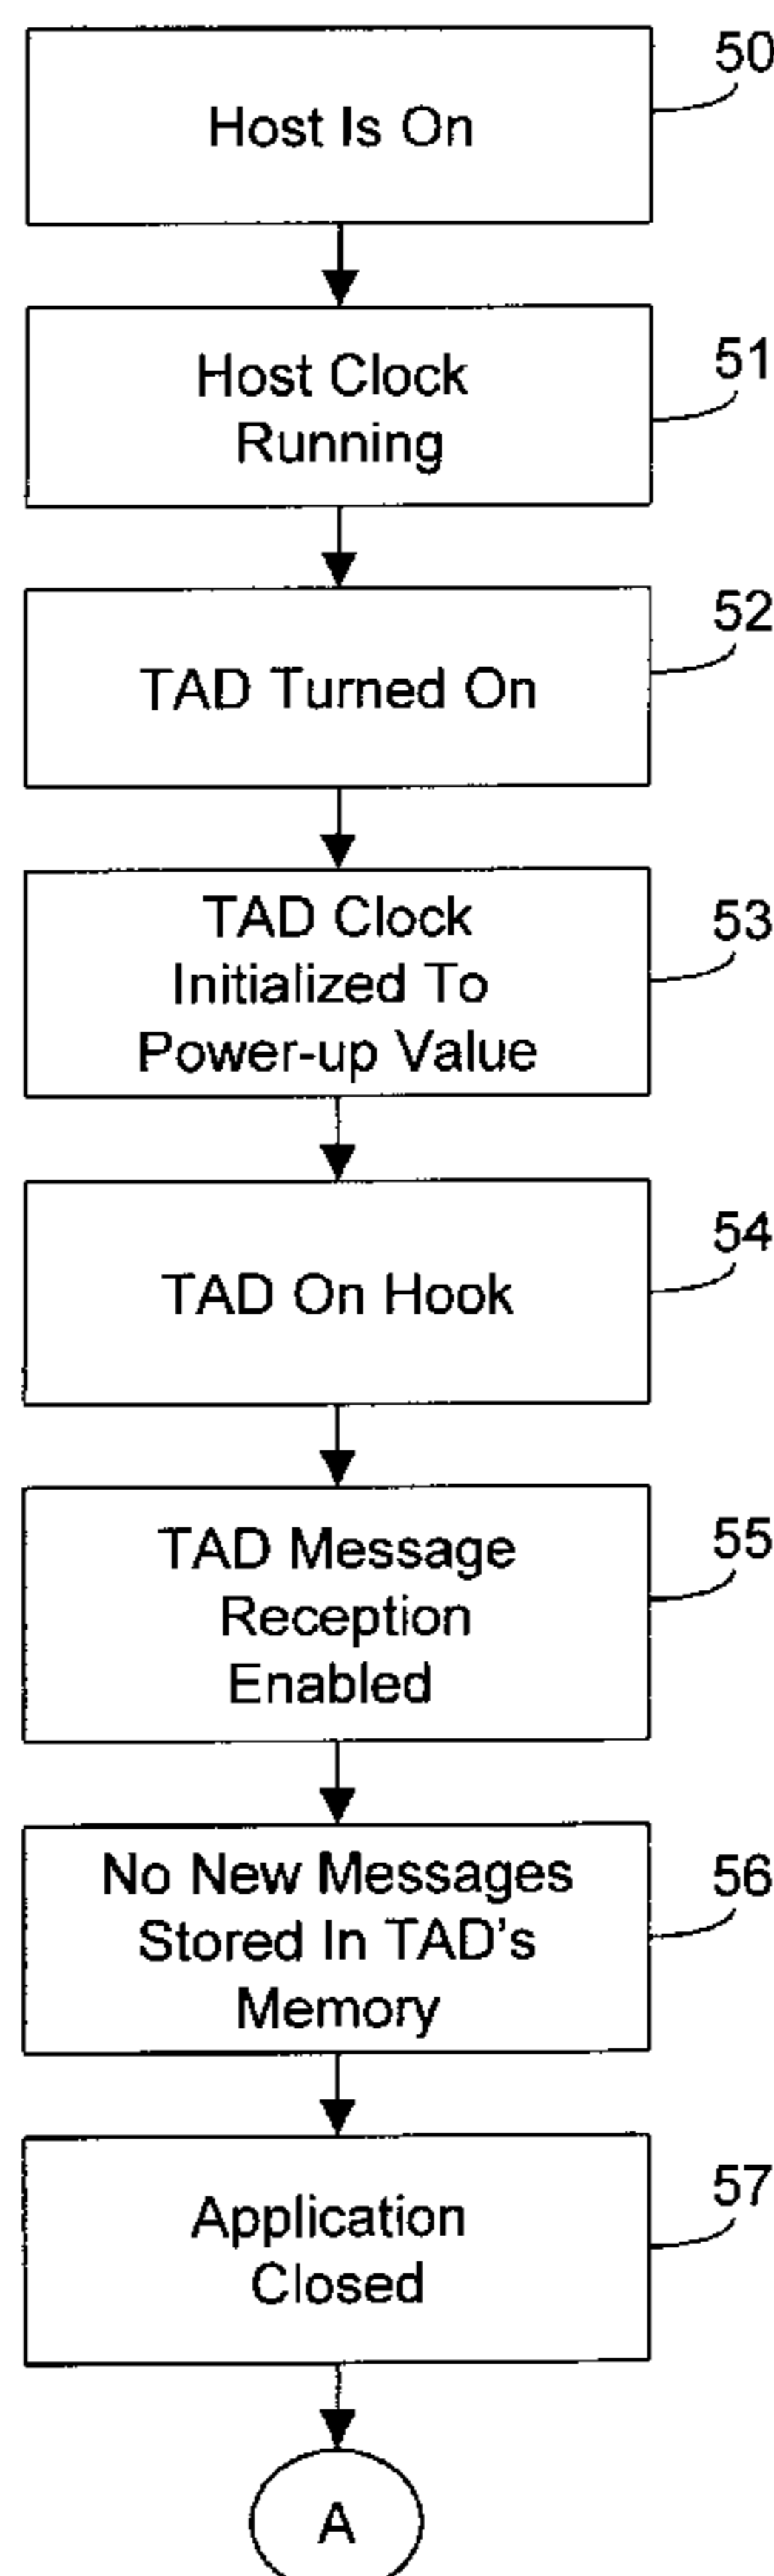 50
Host Is On
51
Host Clock
Running
52
TAD Turned On
53
TAD Clock
Initialized To
Power-up Value
54
TAD On Hook
55
TAD Message
Reception
Enabled
56
No New Messages
Stored In TAD's
Memory
57
Application
Closed
A